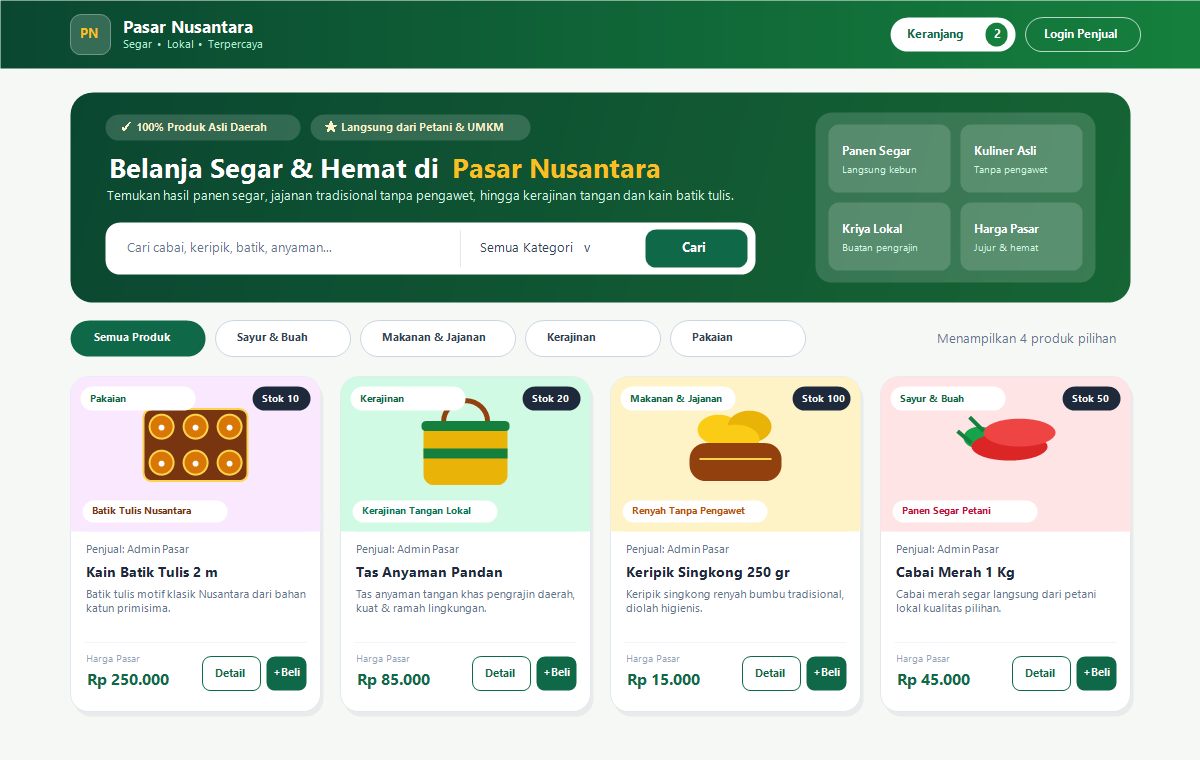 PN
Pasar Nusantara
Segar • Lokal • Terpercaya
Keranjang 2
Login Penjual
✓ 100% Produk Asli Daerah
★ Langsung dari Petani & UMKM
Belanja Segar & Hemat di Pasar Nusantara
Temukan hasil panen segar, jajanan tradisional tanpa pengawet, hingga kerajinan tangan dan kain batik tulis.
Cari cabai, keripik, batik, anyaman...
Semua Kategori v
Cari
Panen Segar
Langsung kebun
Kuliner Asli
Tanpa pengawet
Kriya Lokal
Buatan pengrajin
Harga Pasar
Jujur & hemat
Semua Produk
Sayur & Buah
Makanan & Jajanan
Kerajinan
Pakaian
Menampilkan 4 produk pilihan
Pakaian
Stok 10
Batik Tulis Nusantara
Penjual: Admin Pasar
Kain Batik Tulis 2 m
Batik tulis motif klasik Nusantara dari bahan
katun primisima.
Harga Pasar
Rp 250.000
Detail
+Beli
Kerajinan
Stok 20
Kerajinan Tangan Lokal
Penjual: Admin Pasar
Tas Anyaman Pandan
Tas anyaman tangan khas pengrajin daerah,
kuat & ramah lingkungan.
Harga Pasar
Rp 85.000
Detail
+Beli
Makanan & Jajanan
Stok 100
Renyah Tanpa Pengawet
Penjual: Admin Pasar
Keripik Singkong 250 gr
Keripik singkong renyah bumbu tradisional,
diolah higienis.
Harga Pasar
Rp 15.000
Detail
+Beli
Sayur & Buah
Stok 50
Panen Segar Petani
Penjual: Admin Pasar
Cabai Merah 1 Kg
Cabai merah segar langsung dari petani
lokal kualitas pilihan.
Harga Pasar
Rp 45.000
Detail
+Beli